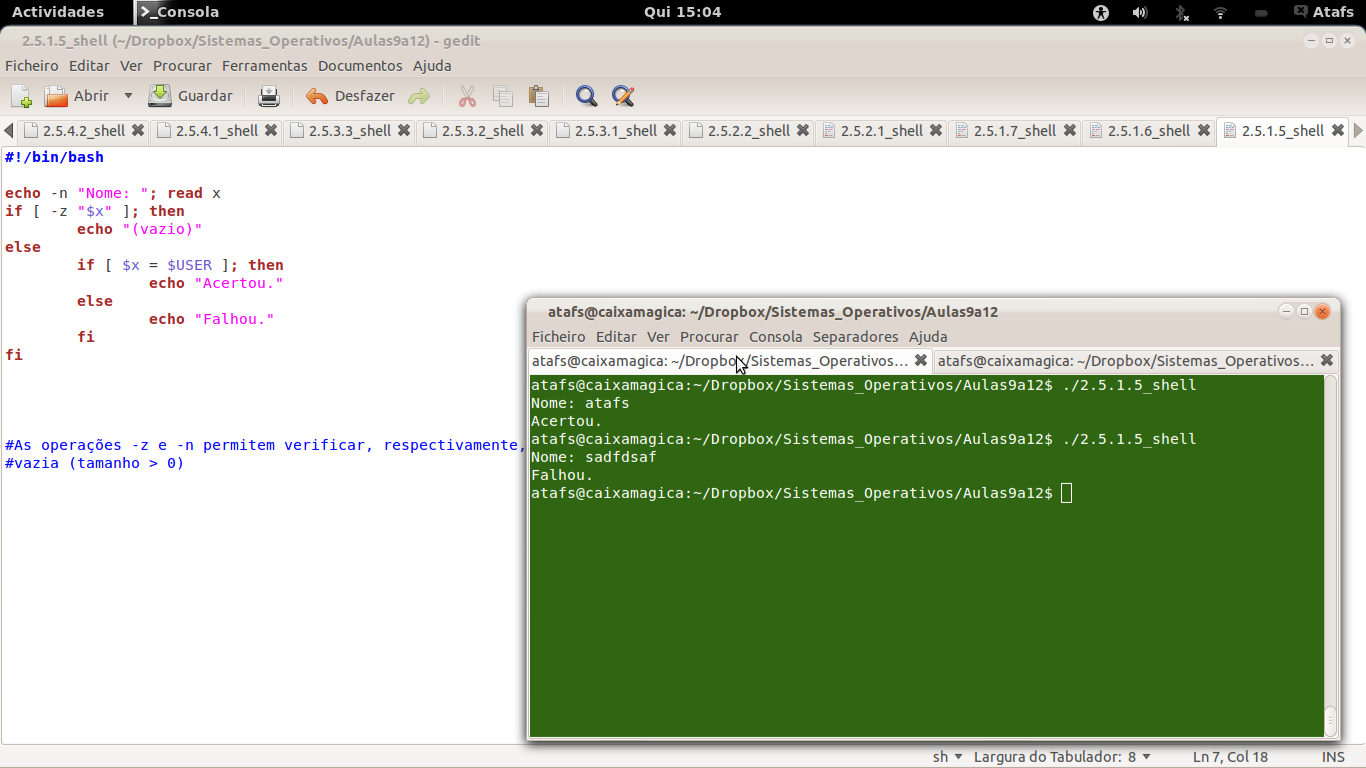 Actividades
>_Consola
Qui 15:04
Atafs
2.5.1.5_shell (~/Dropbox/Sistemas_Operativos/Aulas9a12) - gedit
Ficheiro Editar Ver Procurar Ferramentas Documentos Ajuda
Abrir Guardar Desfazer
2.5.4.2_shell 2.5.4.1_shell 2.5.3.3_shell 2.5.3.2_shell 2.5.3.1_shell 2.5.2.2_shell 2.5.2.1_shell 2.5.1.7_shell 2.5.1.6_shell 2.5.1.5_shell
#!/bin/bash
echo -n "Nome: "; read x
if [ -z "$x" ]; then
echo "(vazio)"
else
if [ $x = $USER ]; then
echo "Acertou."
else
echo "Falhou."
fi
fi
#As operações -z e -n permitem verificar, respectivamente,
#vazia (tamanho > 0)
atafs@caixamagica: ~/Dropbox/Sistemas_Operativos/Aulas9a12
Ficheiro Editar Ver Procurar Consola Separadores Ajuda
atafs@caixamagica: ~/Dropbox/Sistemas_Operativos... atafs@caixamagica: ~/Dropbox/Sistemas_Operativos...
atafs@caixamagica:~/Dropbox/Sistemas_Operativos/Aulas9a12$ ./2.5.1.5_shell
Nome: atafs
Acertou.
atafs@caixamagica:~/Dropbox/Sistemas_Operativos/Aulas9a12$ ./2.5.1.5_shell
Nome: sadfdsaf
Falhou.
atafs@caixamagica:~/Dropbox/Sistemas_Operativos/Aulas9a12$
sh Largura do Tabulador: 8 Ln 7, Col 18 INS